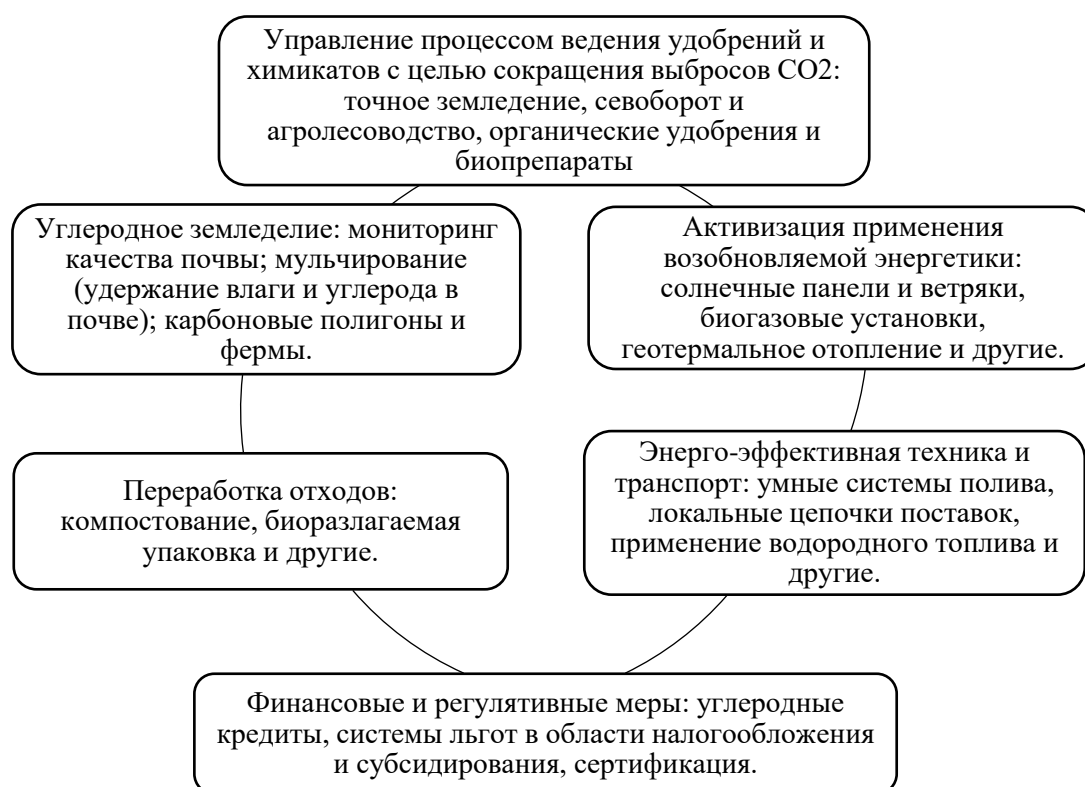 Управление процессом ведения удобрений и
химикатов с целью сокращения выбросов СО2:
точное земледение, севоборот и
агролесоводство, органические удобрения и
биопрепараты
Углеродное земледелие: мониторинг
качества почвы; мульчирование
(удержание влаги и углерода в
почве); карбоновые полигоны и
фермы.
Активизация применения
возобновляемой энергетики:
солнечные панели и ветряки,
биогазовые установки,
геотермальное отопление и другие.
Переработка отходов:
компостование, биоразлагаемая
упаковка и другие.
Энерго-эффективная техника и
транспорт: умные системы полива,
локальные цепочки поставок,
применение водородного топлива и
другие.
Финансовые и регулятивные меры: углеродные
кредиты, системы льгот в области налогообложения
и субсидирования, сертификация.